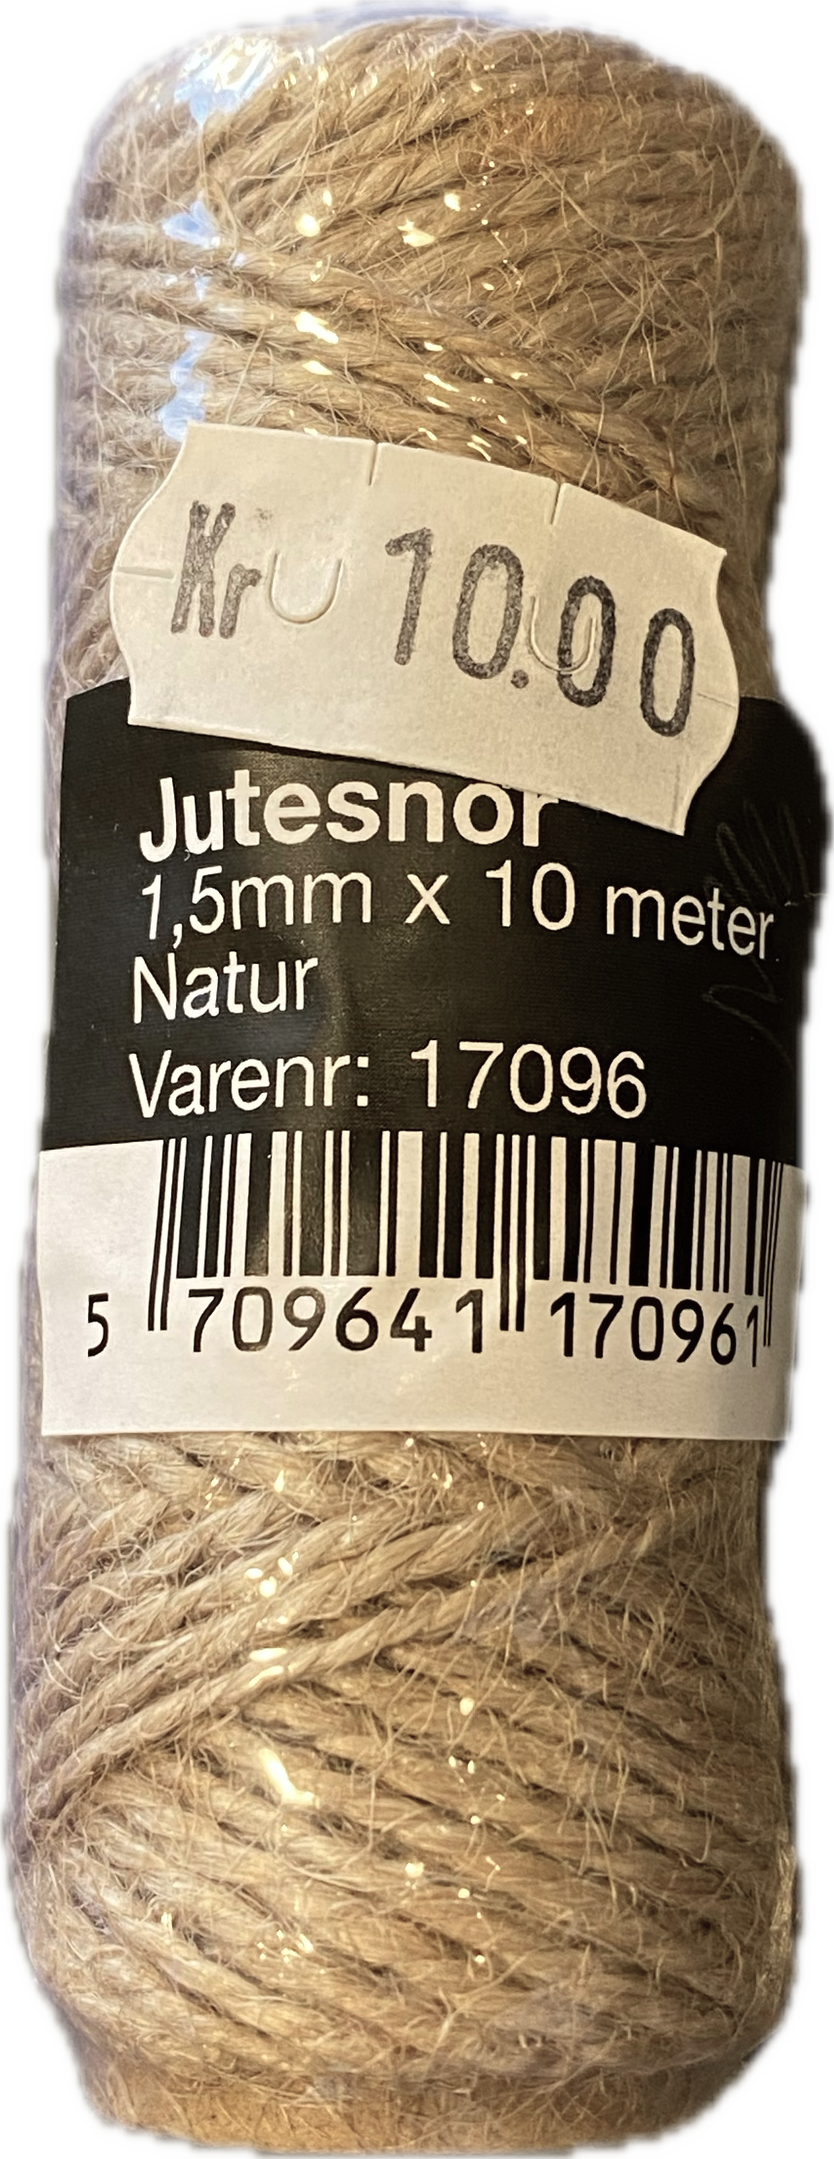 Kr 10.00
Jutesnor
1,5mm x 10 meter
Natur
Varenr: 17096
5 709641 170961